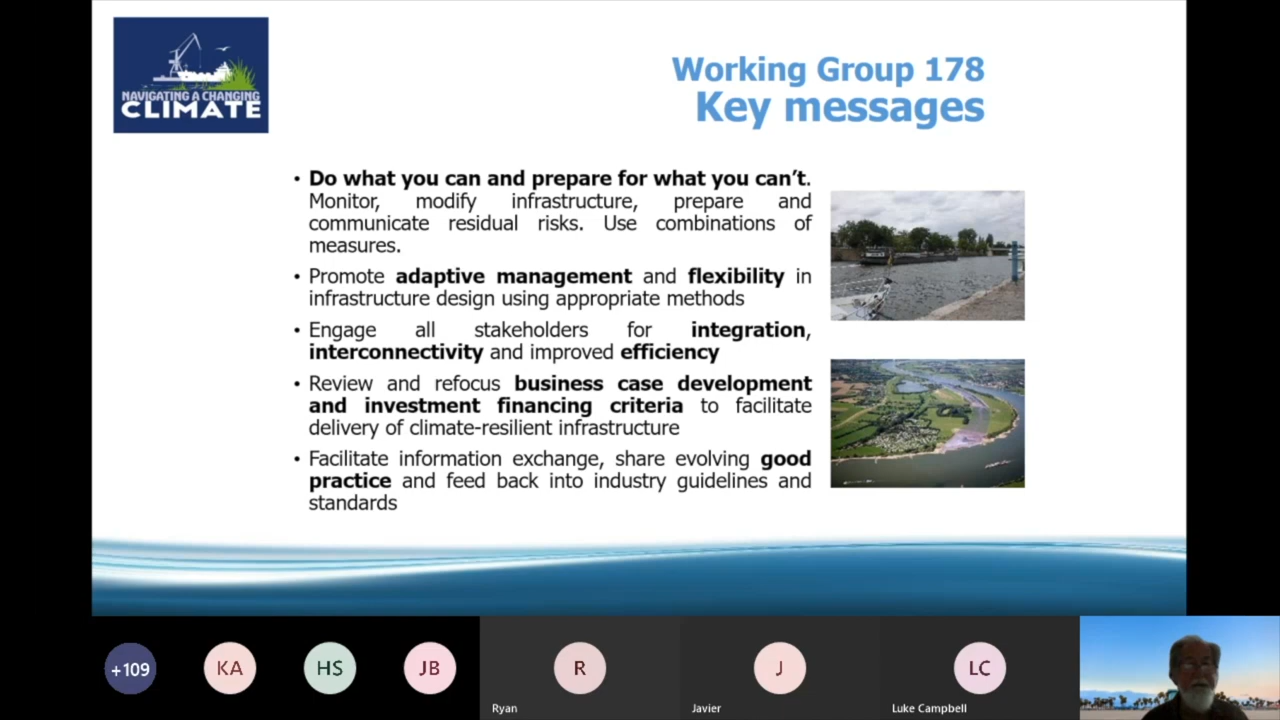 NAVIGATING A CHANGING
CLIMATE
Working Group 178
Key messages
• Do what you can and prepare for what you can't.
Monitor, modify infrastructure, prepare and
communicate residual risks. Use combinations of
measures.
• Promote adaptive management and flexibility in
infrastructure design using appropriate methods
• Engage all stakeholders for integration,
interconnectivity and improved efficiency
• Review and refocus business case development
and investment financing criteria to facilitate
delivery of climate-resilient infrastructure
• Facilitate information exchange, share evolving good
practice and feed back into industry guidelines and
standards
+109
KA
HS
JB
R
J
LC
Ryan
Javier
Luke Campbell